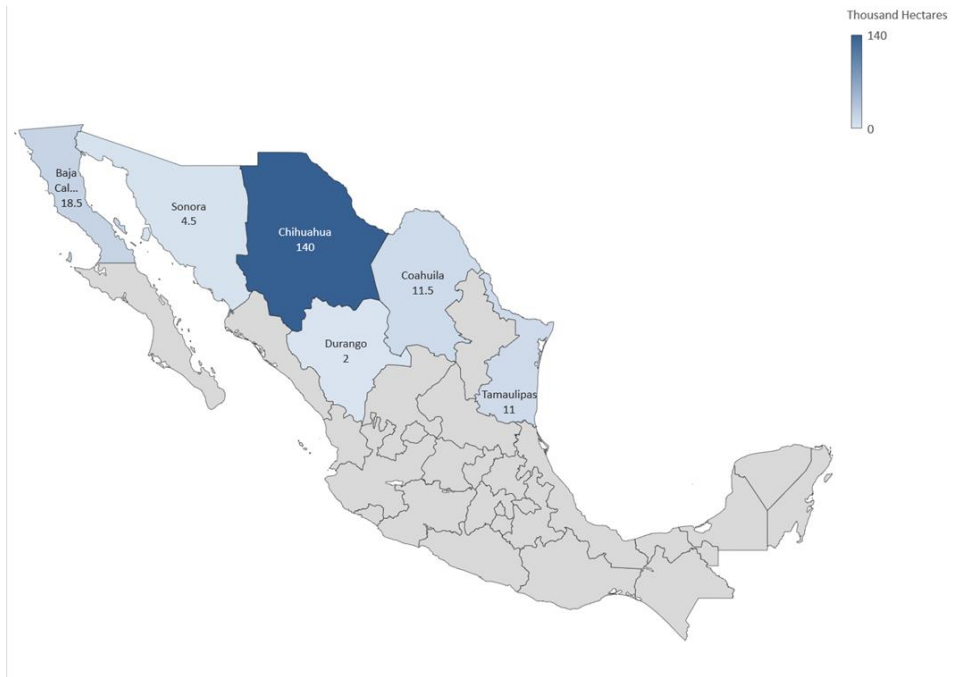 Thousand Hectares
140
0
Baja
Cal...
18.5
Sonora
4.5
Chihuahua
140
Coahuila
11.5
Durango
2
Tamaulipas
11